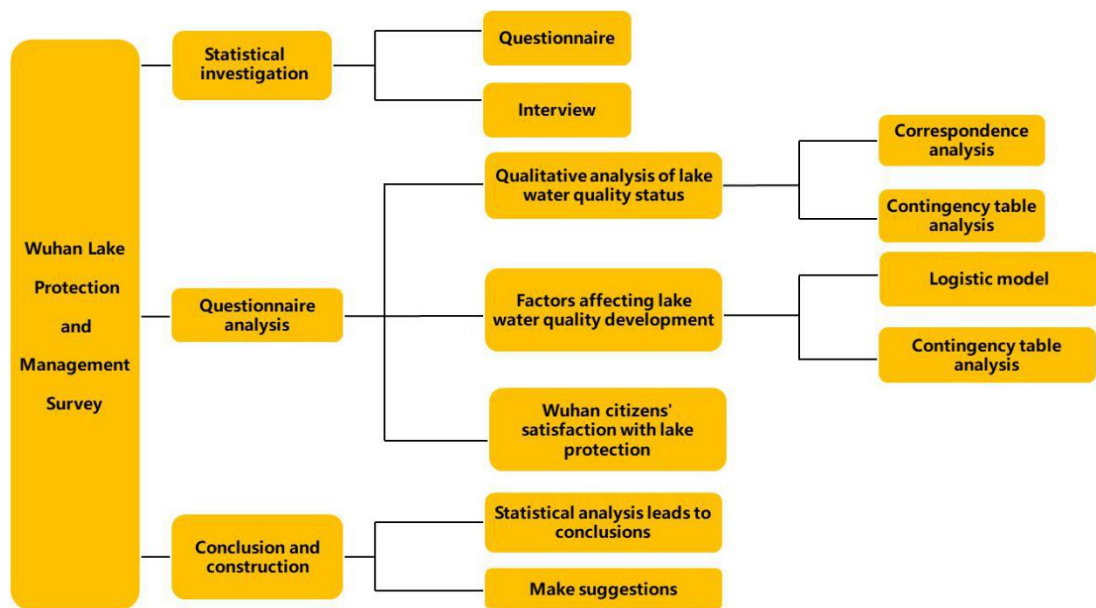 Wuhan Lake
Protection
and
Management
Survey
Statistical
investigation
Questionnaire
Interview
Questionnaire
analysis
Qualitative analysis of lake
water quality status
Correspondence
analysis
Contingency table
analysis
Factors affecting lake
water quality development
Logistic model
Contingency table
analysis
Wuhan citizens'
satisfaction with lake
protection
Conclusion and
construction
Statistical analysis leads to
conclusions
Make suggestions